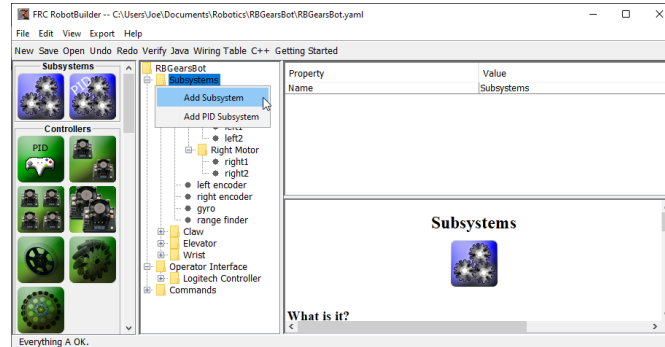 FRC RobotBuilder -- C:\Users\Joe\Documents\Robotics\RBGearsBot\RBGearsBot.yaml
File Edit View Export Help
New Save Open Undo Redo Verify Java Wiring Table C++ Getting Started
Subsystems
PID
Controllers
PID
RBGearsBot
Subsystems
Add Subsystem
Add PID Subsystem
left1
left2
Right Motor
right1
right2
left encoder
right encoder
gyro
range finder
Claw
Elevator
Wrist
Operator Interface
Logitech Controller
Commands
Property Value
Name Subsystems
Subsystems
What is it?
Everything A OK.